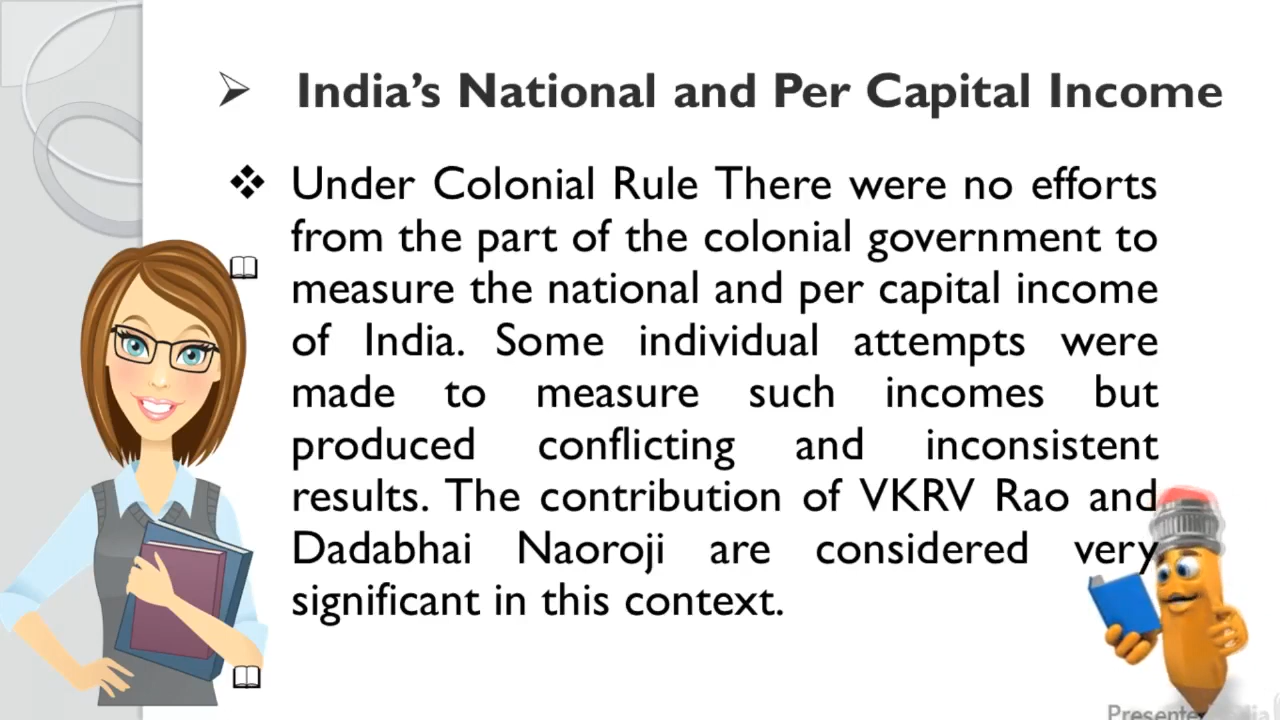 India's National and Per Capital Income
Under Colonial Rule There were no efforts
from the part of the colonial government to
measure the national and per capital income
of India. Some individual attempts were
made to measure such incomes but
produced conflicting and inconsistent
results. The contribution of VKRV Rao and
Dadabhai Naoroji are considered very
significant in this context.